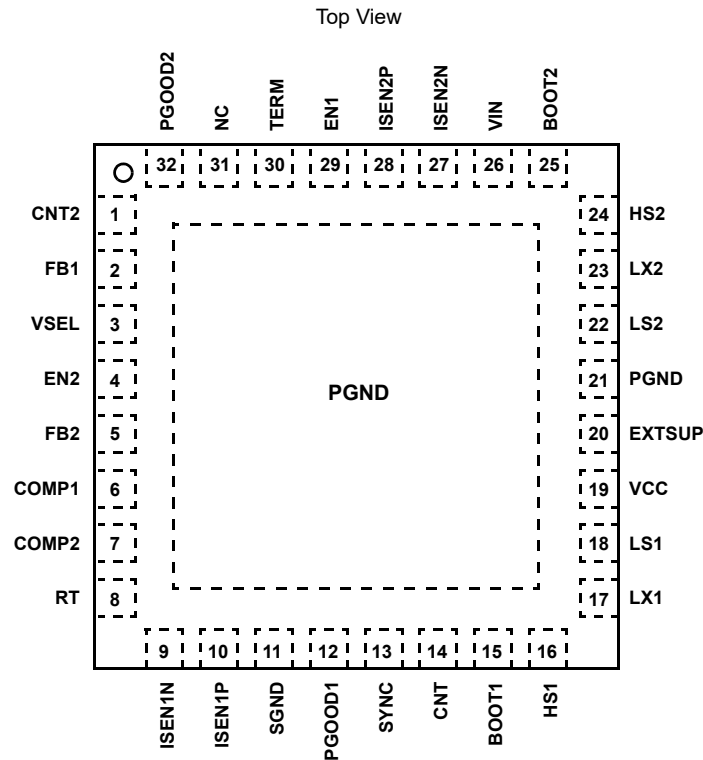 Top View
PGOOD2
NC
TERM
EN1
ISEN2P
ISEN2N
VIN
BOOT2
32 31 30 29 28 27 26 25
CNT2 1 24 HS2
FB1 2 23 LX2
VSEL 3 22 LS2
EN2 4 21 PGND
PGND
FB2 5 20 EXTSUP
COMP1 6 19 VCC
COMP2 7 18 LS1
RT 8 17 LX1
9 10 11 12 13 14 15 16
ISEN1N
ISEN1P
SGND
PGOOD1
SYNC
CNT
BOOT1
HS1